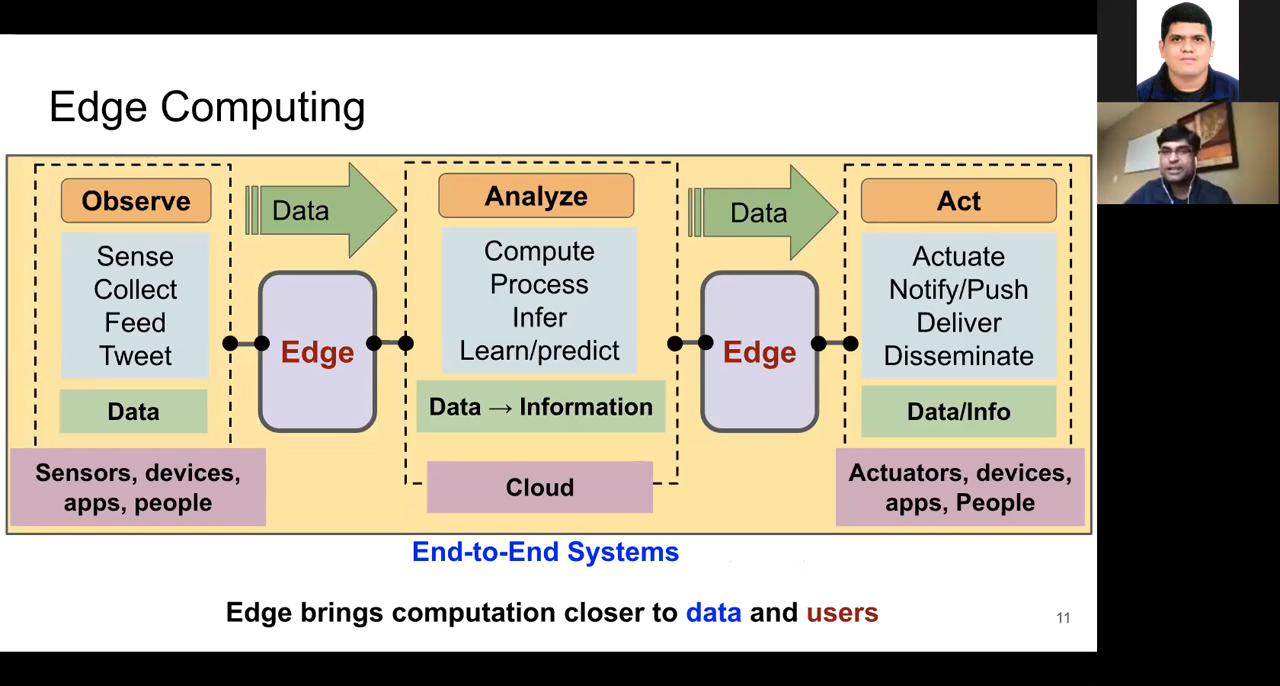 Edge Computing
Observe
Sense
Collect
Feed
Tweet
Data
Sensors, devices,
apps, people
Data
Edge
Analyze
Compute
Process
Infer
Learn/predict
Data → Information
Cloud
Data
Edge
Act
Actuate
Notify/Push
Deliver
Disseminate
Data/Info
Actuators, devices,
apps, People
End-to-End Systems
Edge brings computation closer to data and users
11